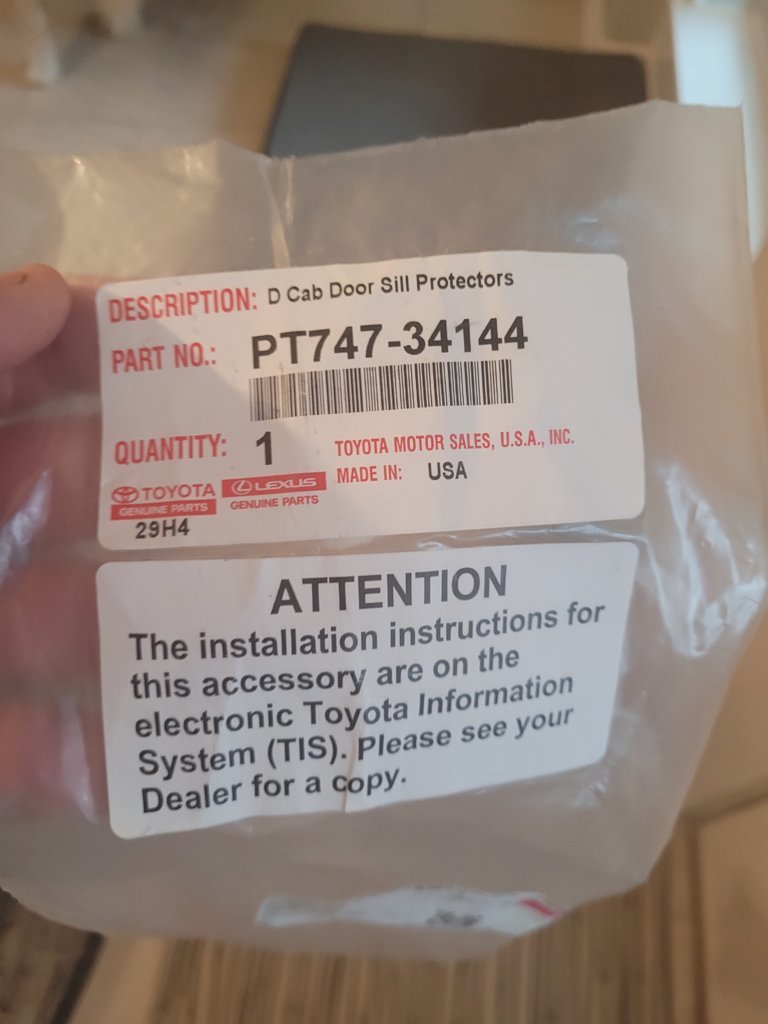 DESCRIPTION: D Cab Door Sill Protectors
PART NO.: PT747-34144
QUANTITY: 1
TOYOTA MOTOR SALES, U.S.A., INC.
MADE IN: USA
TOYOTA
GENUINE PARTS
LEXUS
GENUINE PARTS
29H4
ATTENTION
The installation instructions for
this accessory are on the
electronic Toyota Information
System (TIS). Please see your
Dealer for a copy.